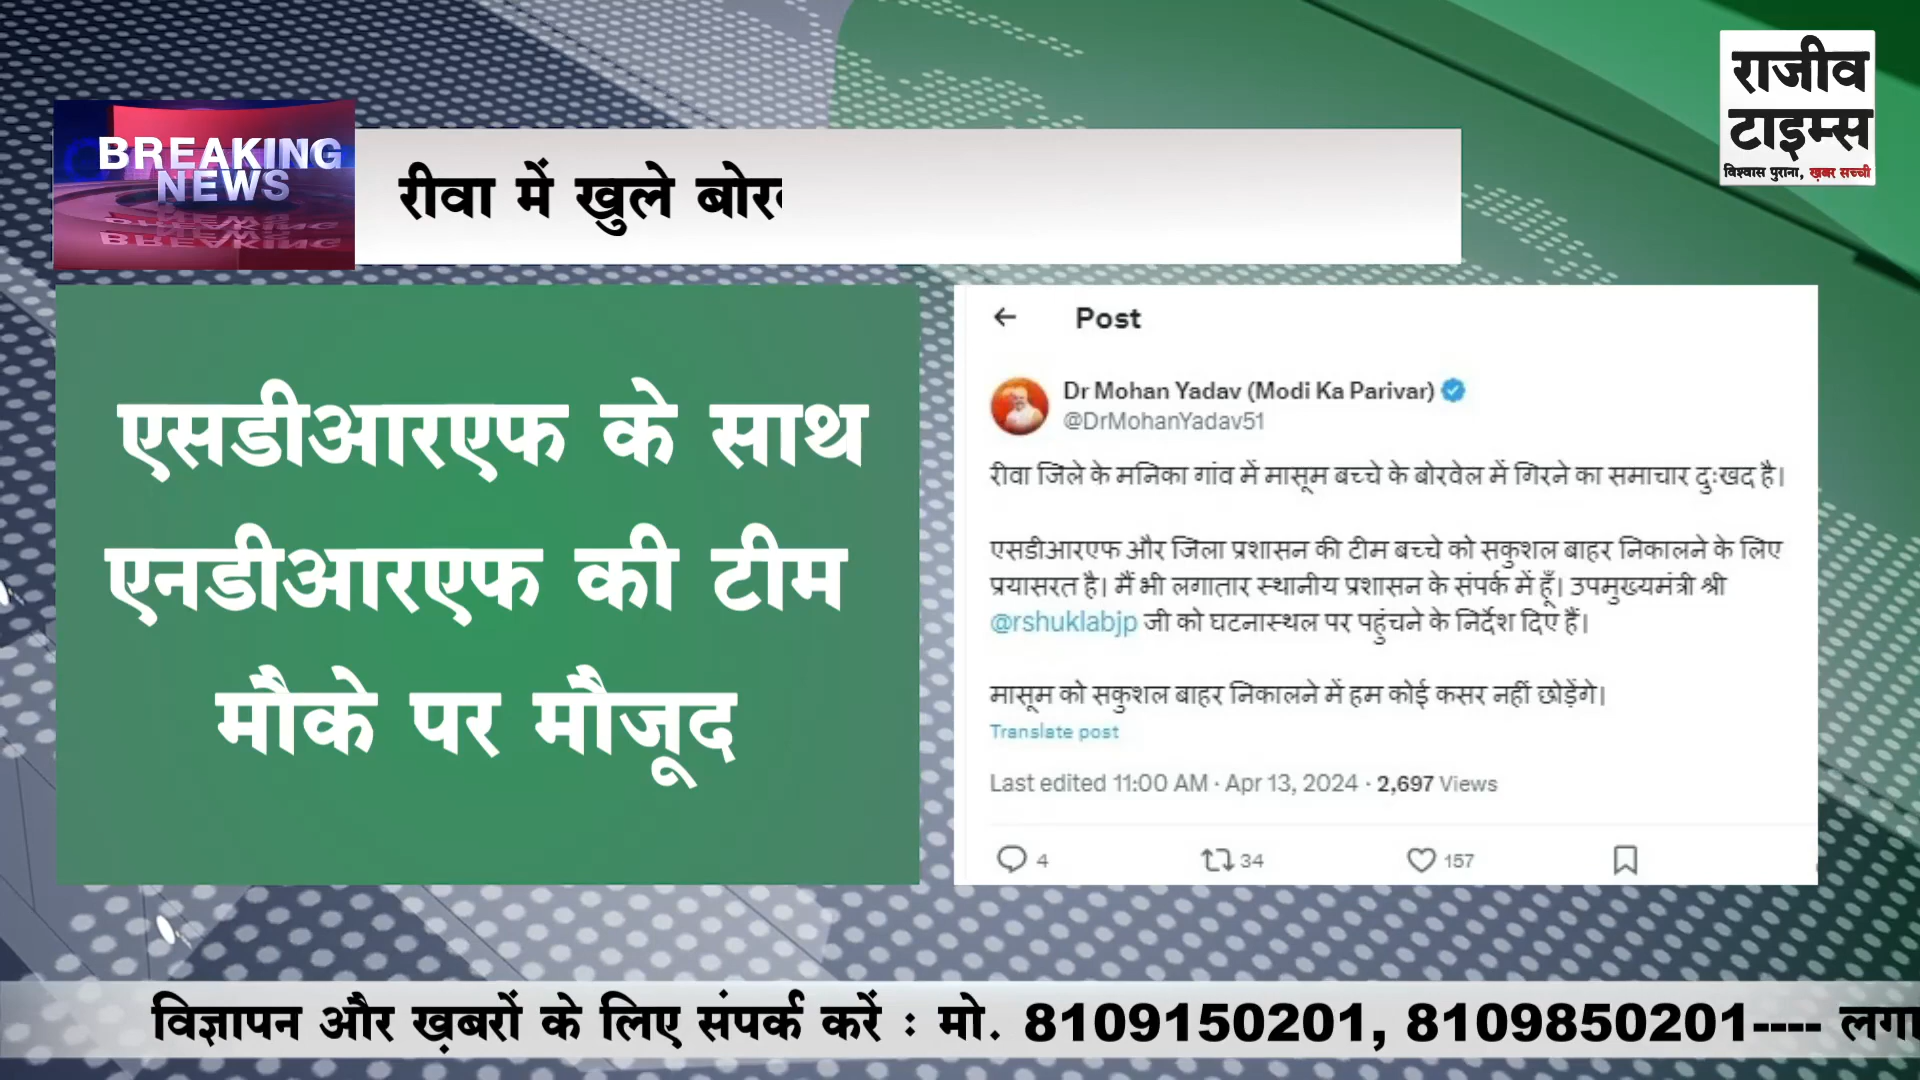 राजीव
टाइम्स
विश्वास पुराना, ख़बर सच्ची
BREAKING
NEWS
रीवा में खुले
एसडीआरएफ के साथ
एनडीआरएफ की टीम
मौके पर मौजूद
Post
Dr Mohan Yadav (Modi Ka Parivar)
@DrMohanYadav51
रीवा जिले के मनिका गांव में मासूम बच्चे के बोरवेल में गिरने का समाचार दुःखद है।
एसडीआरएफ और जिला प्रशासन की टीम बच्चे को सकुशल बाहर निकालने के लिए
प्रयासरत है। मैं भी लगातार स्थानीय प्रशासन के संपर्क में हूँ। उपमुख्यमंत्री श्री
@rshuklabjp जी को घटनास्थल पर पहुंचने के निर्देश दिए हैं।
मासूम को सकुशल बाहर निकालने में हम कोई कसर नहीं छोड़ेंगे।
Translate post
Last edited 11:00 AM · Apr 13, 2024 · 2,697 Views
4 34 157
विज्ञापन और ख़बरों के लिए संपर्क करें : मो. 8109150201, 8109850201----